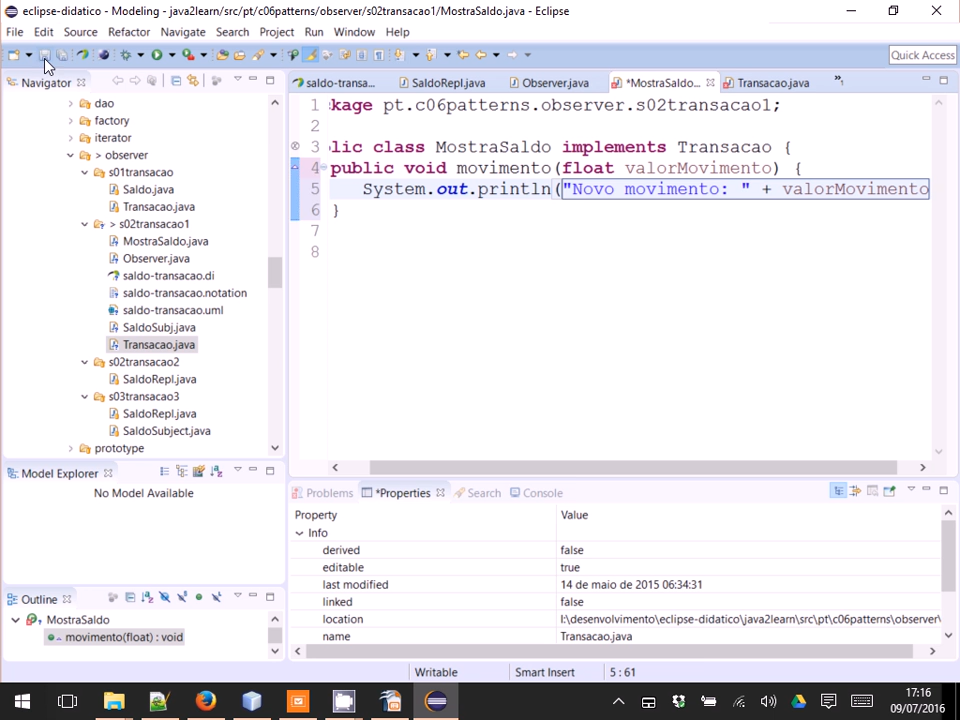 eclipse-didatico - Modeling - java2learn/src/pt/c06patterns/observer/s02transacao1/MostraSaldo.java - Eclipse
File Edit Source Refactor Navigate Search Project Run Window Help
Quick Access
Navigator
dao
factory
iterator
> observer
s01transacao
Saldo.java
Transacao.java
> s02transacao1
MostraSaldo.java
Observer.java
saldo-transacao.di
saldo-transacao.notation
saldo-transacao.uml
SaldoSubj.java
Transacao.java
s02transacao2
SaldoRepl.java
s03transacao3
SaldoRepl.java
SaldoSubject.java
prototype
Model Explorer
No Model Available
Outline
MostraSaldo
movimento(float) : void
saldo-transa... SaldoRepl.java Observer.java *MostraSaldo... Transacao.java »1
1 kage pt.c06patterns.observer.s02transacao1;
2
3 lic class MostraSaldo implements Transacao {
4 public void movimento(float valorMovimento) {
5 System.out.println("Novo movimento: " + valorMovimento
6 }
7
8
Problems *Properties Search Console
Property Value
Info
derived false
editable true
last modified 14 de maio de 2015 06:34:31
linked false
location I:\desenvolvimento\eclipse-didatico\java2learn\src\pt\c06patterns\observer\
name Transacao.java
Writable Smart Insert 5 : 61
17:16
09/07/2016